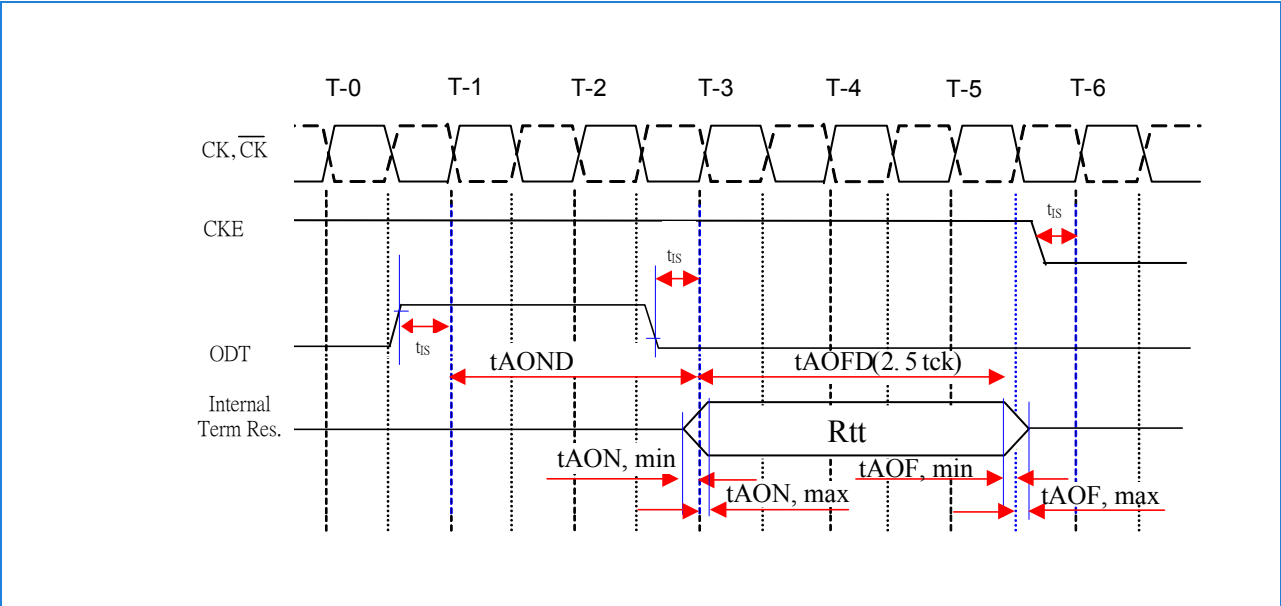 T-0 T-1 T-2 T-3 T-4 T-5 T-6
CK, CK
CKE
tIS
tIS
tIS
ODT
tAOND
tAOFD(2. 5 tck)
Internal
Term Res.
Rtt
tAON, min
tAOF, min
tAON, max
tAOF, max